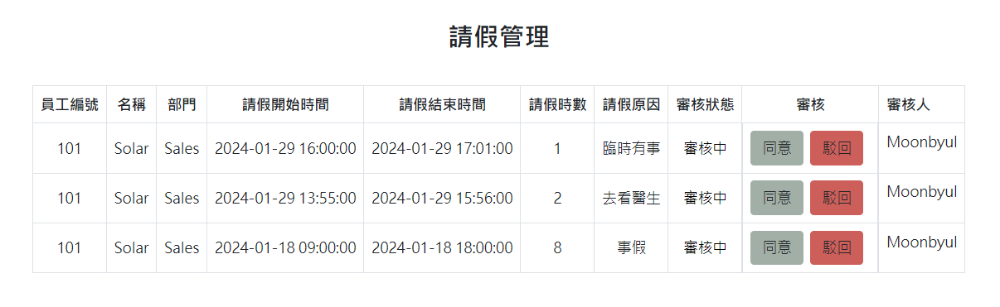 請假管理
員工編號 名稱 部門 請假開始時間 請假結束時間 請假時數 請假原因 審核狀態 審核 審核人
101 Solar Sales 2024-01-29 16:00:00 2024-01-29 17:01:00 1 臨時有事 審核中 同意 駁回 Moonbyul
101 Solar Sales 2024-01-29 13:55:00 2024-01-29 15:56:00 2 去看醫生 審核中 同意 駁回 Moonbyul
101 Solar Sales 2024-01-18 09:00:00 2024-01-18 18:00:00 8 事假 審核中 同意 駁回 Moonbyul